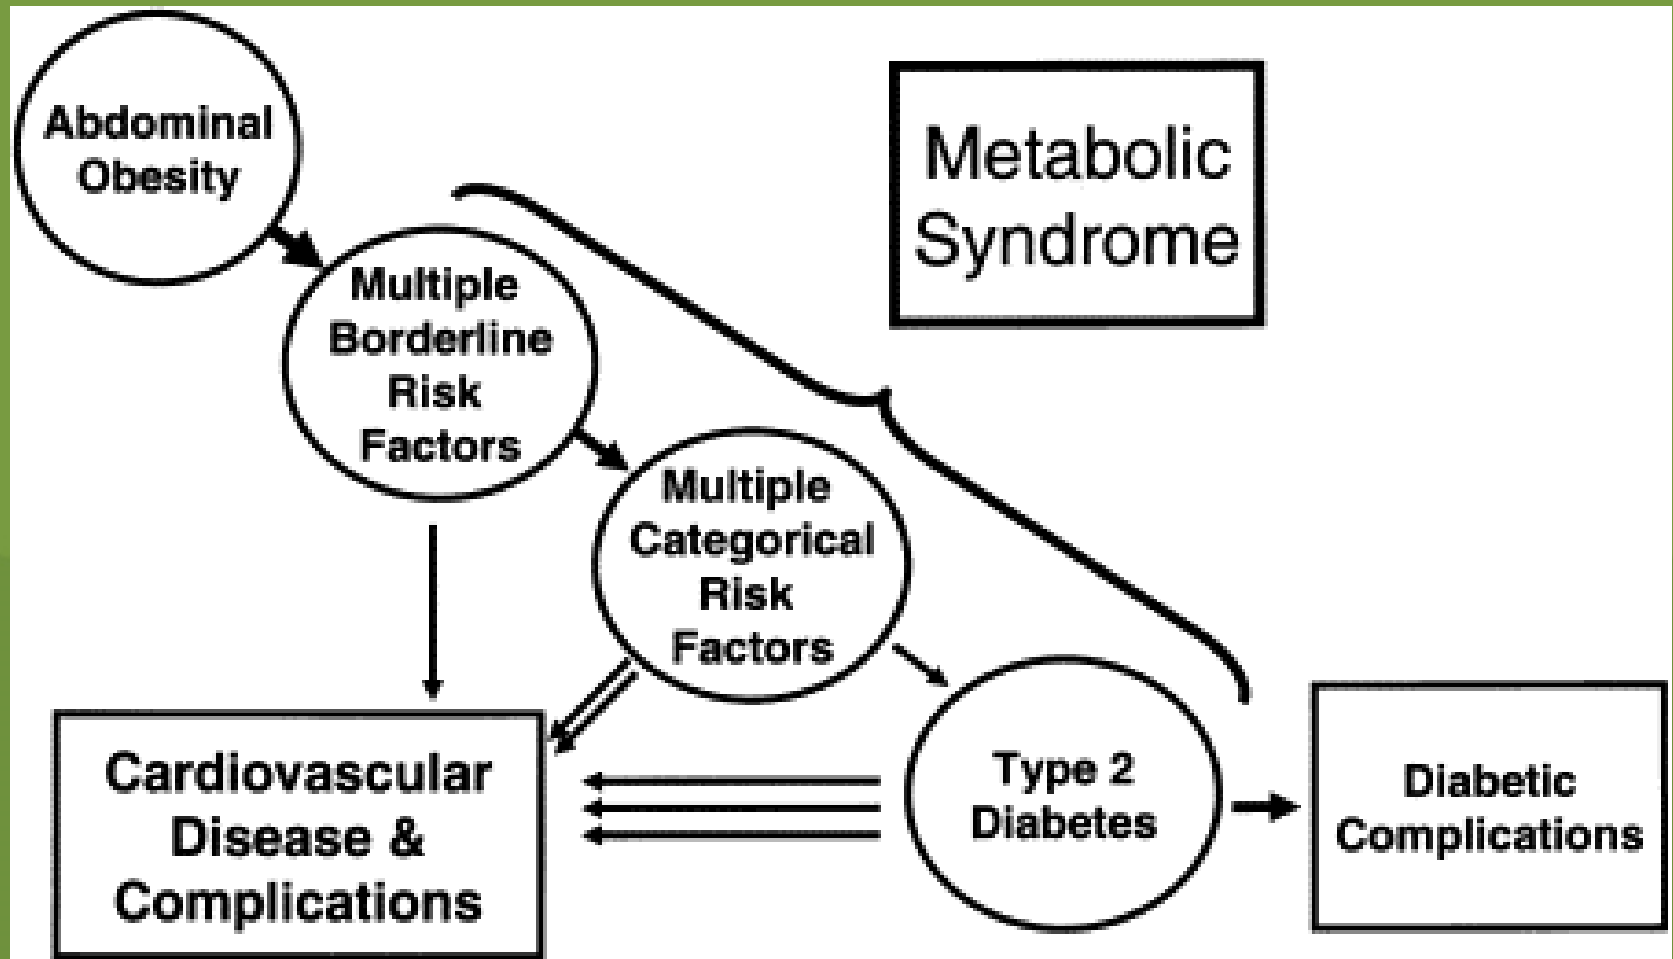 Abdominal
Obesity
Metabolic
Syndrome
Multiple
Borderline
Risk
Factors
Multiple
Categorical
Risk
Factors
Cardiovascular
Disease &
Complications
Type 2
Diabetes
Diabetic
Complications